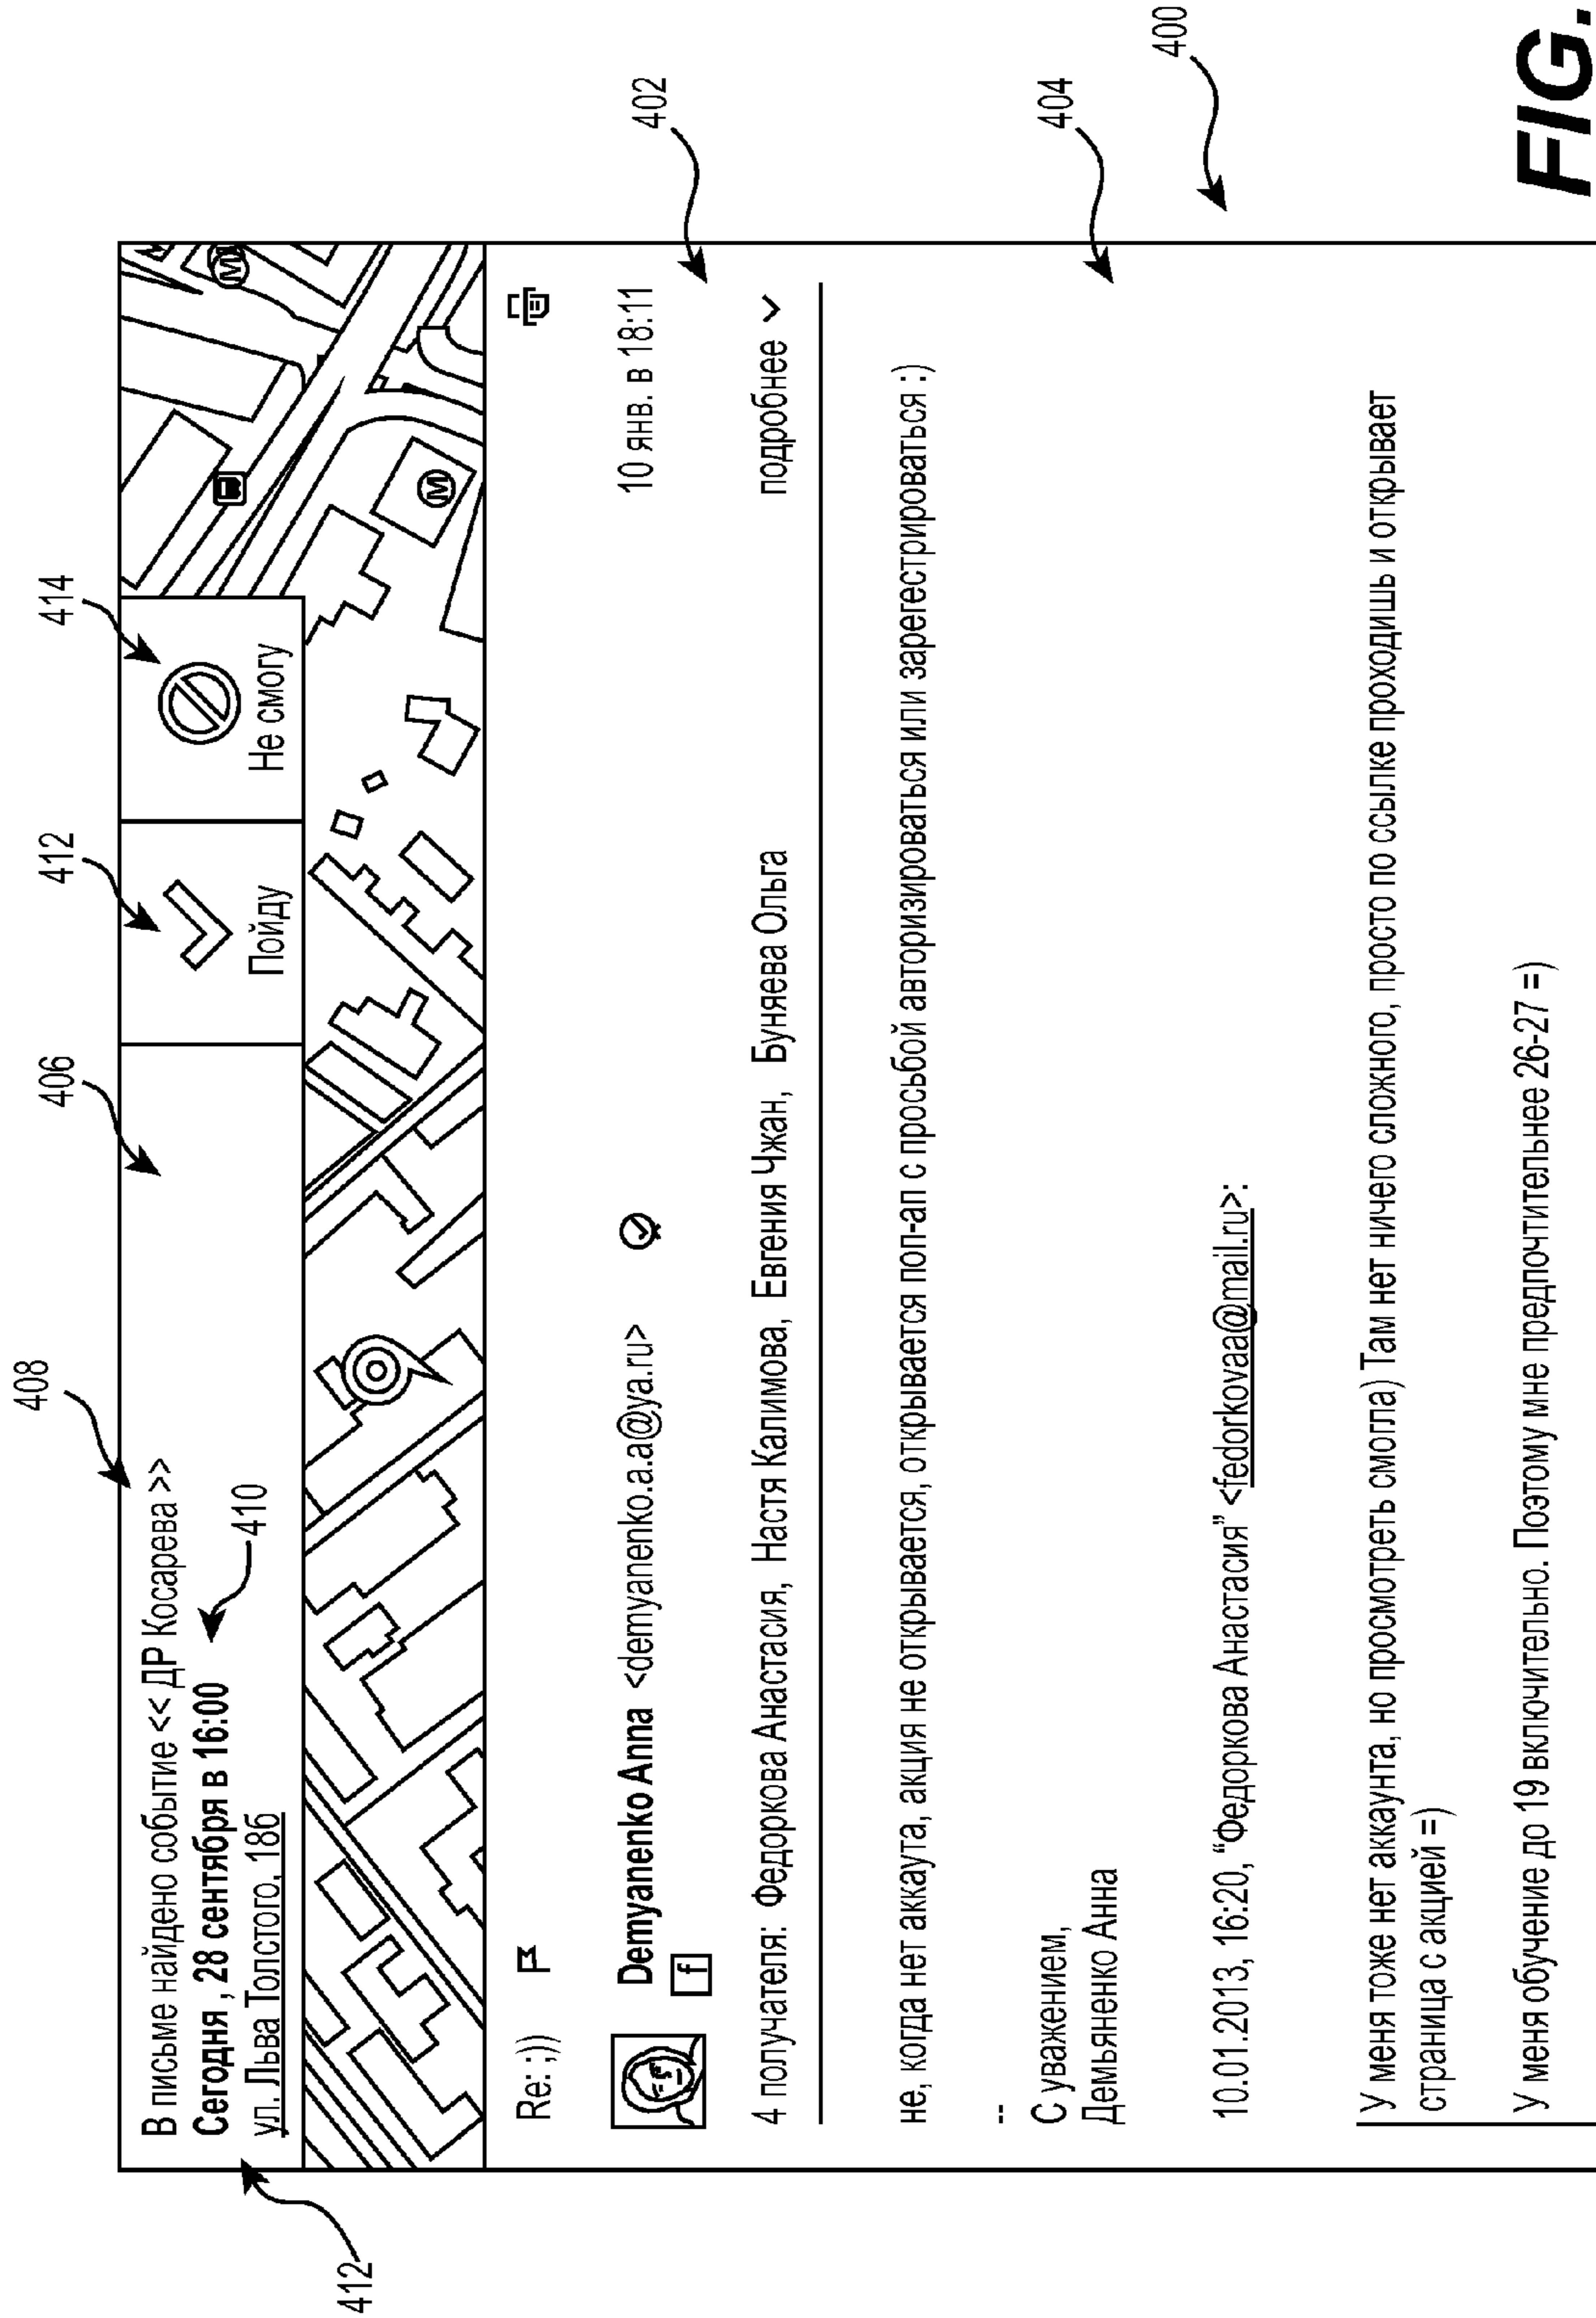 408
406
412
414
В письме найдено событие << ДР Косарева >>
Сегодня , 28 сентября в 16:00
410
ул. Льва Толстого, 18б
412
Пойду
Не смогу
M
M
Re: ;))
402
Demyanenko Anna <demyanenko.a.a@ya.ru>
10 янв. в 18:11
f
4 получателя: Федоркова Анастасия, Настя Калимова, Евгения Чжан, Буняева Ольга
подробнее
не, когда нет аккаута, акция не открывается, открывается поп-ап с просьбой авторизироваться или зарегестрироваться :)
--
С уважением,
Демьяненко Анна
404
10.01.2013, 16:20, “Федоркова Анастасия” <fedorkovaa@mail.ru>:
400
У меня тоже нет аккаунта, но просмотреть смогла) Там нет ничего сложного, просто по ссылке проходишь и открывает
страница с акцией =)
У меня обучение до 19 включительно. Поэтому мне предпочтительнее 26-27 =)
FIG.